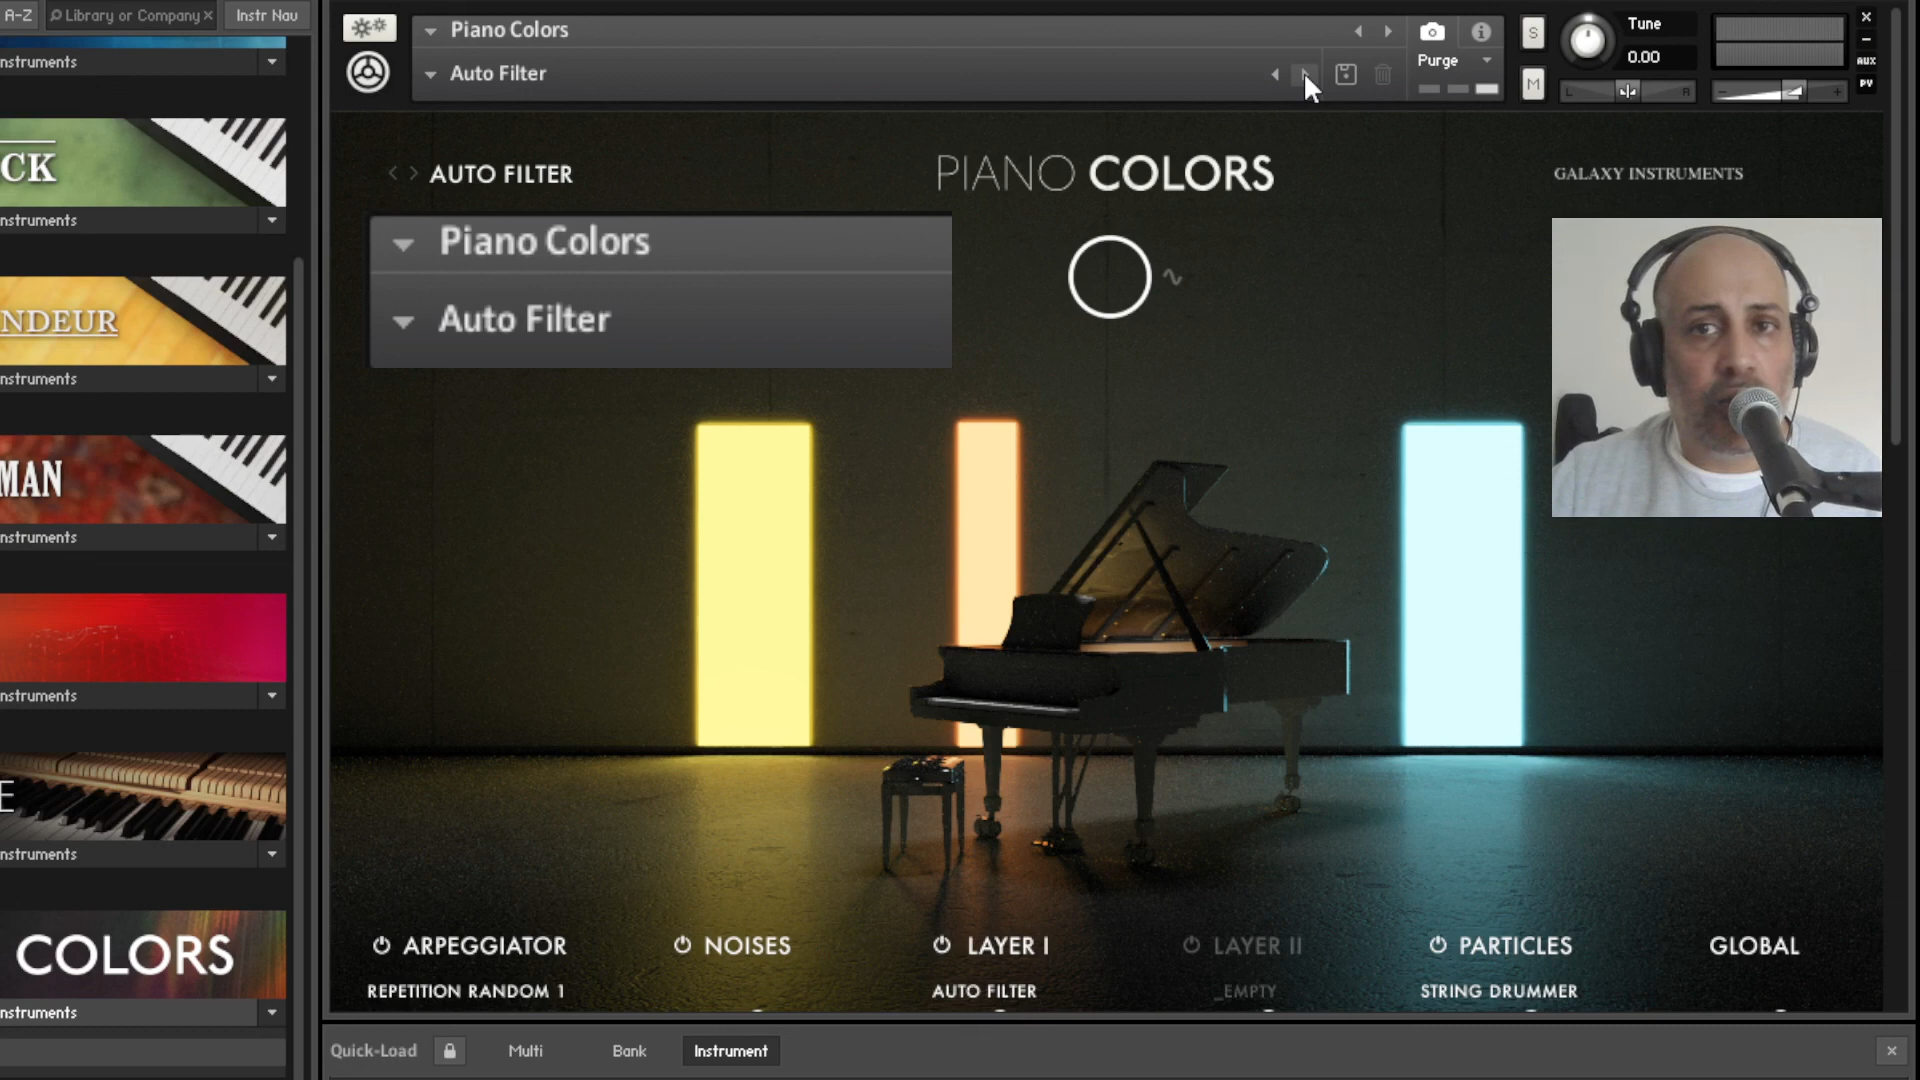 A-Z
Library or Company
Instr Nau
nstruments
CK
nstruments
NDEUR
nstruments
MAN
nstruments
nstruments
E
nstruments
COLORS
nstruments
Piano Colors
Auto Filter
Purge
S
M
Tune
0.00
L
R
AUX
PV
AUTO FILTER
PIANO COLORS
GALAXY INSTRUMENTS
Piano Colors
Auto Filter
ARPEGGIATOR
NOISES
LAYER I
LAYER II
PARTICLES
GLOBAL
REPETITION RANDOM 1
AUTO FILTER
_EMPTY
STRING DRUMMER
Quick-Load
Multi
Bank
Instrument